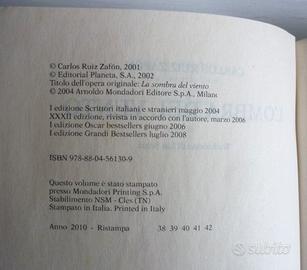 © Carlos Ruiz Zafón, 2001
© Editorial Planeta, S.A., 2002
Titolo dell'opera originale: La sombra del viento
© 2004 Arnoldo Mondadori Editore S.p.A., Milano
I edizione Scrittori italiani e stranieri maggio 2004
XXXII edizione, rivista in accordo con l'autore, marzo 2006
I edizione Oscar bestsellers giugno 2006
I edizione Grandi Bestsellers luglio 2008
ISBN 978-88-04-56130-9
Questo volume è stato stampato
presso Mondadori Printing S.p.A.
Stabilimento NSM - Cles (TN)
Stampato in Italia. Printed in Italy
Anno 2010 - Ristampa 38 39 40 41 42
subito